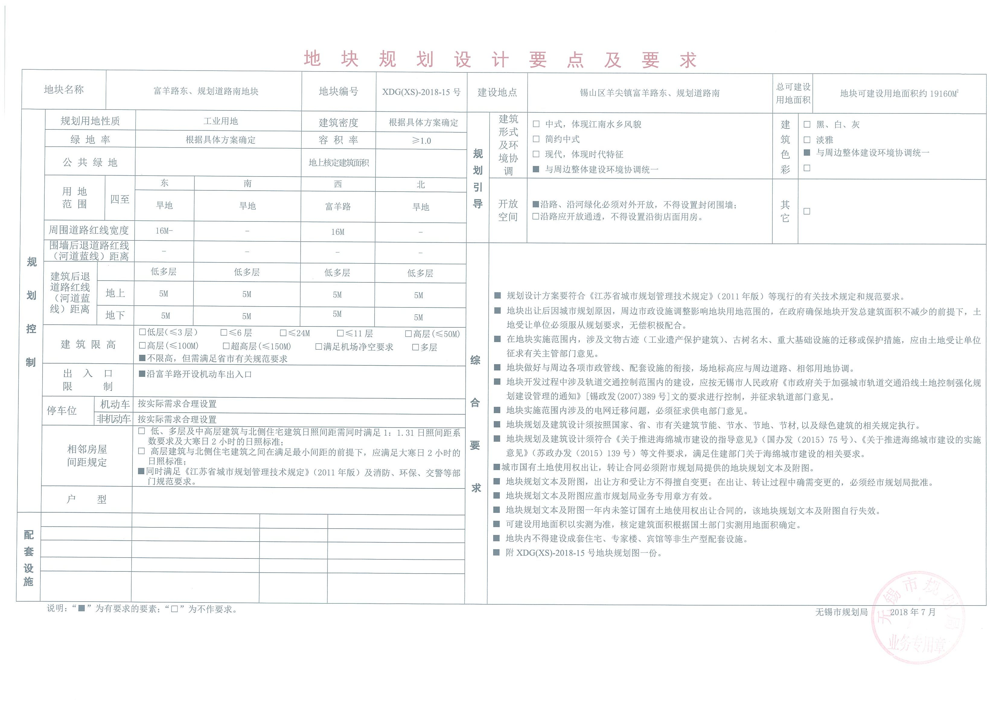 地块规划设计要点及要求
地块名称 富羊路东、规划道路南地块 地块编号 XDG(XS)-2018-15 号 建设地点 锡山区羊尖镇富羊路东、规划道路南 总可建设用地面积 地块可建设用地面积约 19160M²
规划控制
规划用地性质 工业用地 建筑密度 根据具体方案确定
绿地率 根据具体方案确定 容积率 ≥1.0
公共绿地 地上核定建筑面积
用地范围 四至 东 南 西 北
旱地 旱地 富羊路 旱地
周围道路红线宽度 16M- - 16M -
围墙后退道路红线
（河道蓝线）距离 - - - -
建筑后退
道路红线
（河道蓝
线）距离
低多层 低多层 低多层 低多层
地上 5M 5M 5M 5M
地下 5M 5M 5M 5M
建筑限高
□低层(≤3 层) □≤6 层 □≤24M □≤11 层 □高层(≤50M)
□高层(≤100M) □超高层(≤150M) □满足机场净空要求 □多层
■不限高，但需满足省市有关规范要求
出入口
限制
■沿富羊路开设机动车出入口
停车位 机动车 按实际需求合理设置
非机动车 按实际需求合理设置
相邻房屋
间距规定
□ 低、多层及中高层建筑与北侧住宅建筑日照间距需同时满足 1：1.31 日照间距系
数要求及大寒日 2 小时的日照标准；
□ 高层建筑与北侧住宅建筑之间在满足最小间距的前提下，应满足大寒日 2 小时的
日照标准；
■同时满足《江苏省城市规划管理技术规定》（2011 年版）及消防、环保、交警等部
门规范要求。
户型
配套设施
规划引导
建筑
形式
及环
境协
调
□ 中式，体现江南水乡风貌
□ 简约中式
□ 现代，体现时代特征
■ 与周边整体建设环境协调统一
建筑色彩
□ 黑、白、灰
□ 淡雅
■ 与周边整体建设环境协调统一
□
开放
空间
■沿路、沿河绿化必须对外开放，不得设置封闭围墙；
□沿路应开放通透，不得设置沿街店面用房。
其它
□
综合要求
■ 规划设计方案要符合《江苏省城市规划管理技术规定》（2011 年版）等现行的有关技术规定和规范要求。
■ 地块出让后因城市规划原因，周边市政设施调整影响地块用地范围的，在政府确保地块开发总建筑面积不减少的前提下，土
地受让单位必须服从规划要求，无偿积极配合。
■ 在地块实施范围内，涉及文物古迹（工业遗产保护建筑）、古树名木、重大基础设施的迁移或保护措施，应由土地受让单位
征求有关主管部门意见。
■ 地块做好与周边各项市政管线、配套设施的衔接，场地标高应与周边道路、相邻用地协调。
■ 地块开发过程中涉及轨道交通控制范围内的建设，应按无锡市人民政府《市政府关于加强城市轨道交通沿线土地控制强化规
划建设管理的通知》[锡政发(2007)389 号]文的要求进行控制，并征求轨道部门意见。
■ 地块实施范围内涉及的电网迁移问题，必须征求供电部门意见。
■ 地块规划及建筑设计须按照国家、省、市有关建筑节能、节水、节地、节材,以及绿色建筑的相关规定执行。
■ 地块规划及建筑设计须符合《关于推进海绵城市建设的指导意见》（国办发（2015）75 号）、《关于推进海绵城市建设的实施
意见》（苏政办发（2015）139 号）等文件要求，满足住建部门关于海绵城市建设的相关要求。
■城市国有土地使用权出让，转让合同必须附市规划局提供的地块规划文本及附图。
■ 地块规划文本及附图，出让方和受让方不得擅自变更；在出让、转让过程中确需变更的，必须经市规划局批准。
■ 地块规划文本及附图应盖市规划局业务专用章方有效。
■ 地块规划文本及附图一年内未签订国有土地使用权出让合同的，该地块规划文本及附图自行失效。
■ 可建设用地面积以实测为准，核定建筑面积根据国土部门实测用地面积确定。
■ 地块内不得建设成套住宅、专家楼、宾馆等非生产型配套设施。
■ 附 XDG(XS)-2018-15 号地块规划图一份。
说明：“■”为有要求的要素；“□”为不作要求。
无锡市规划局 2018 年 7 月
无锡市规划局
业务专用章